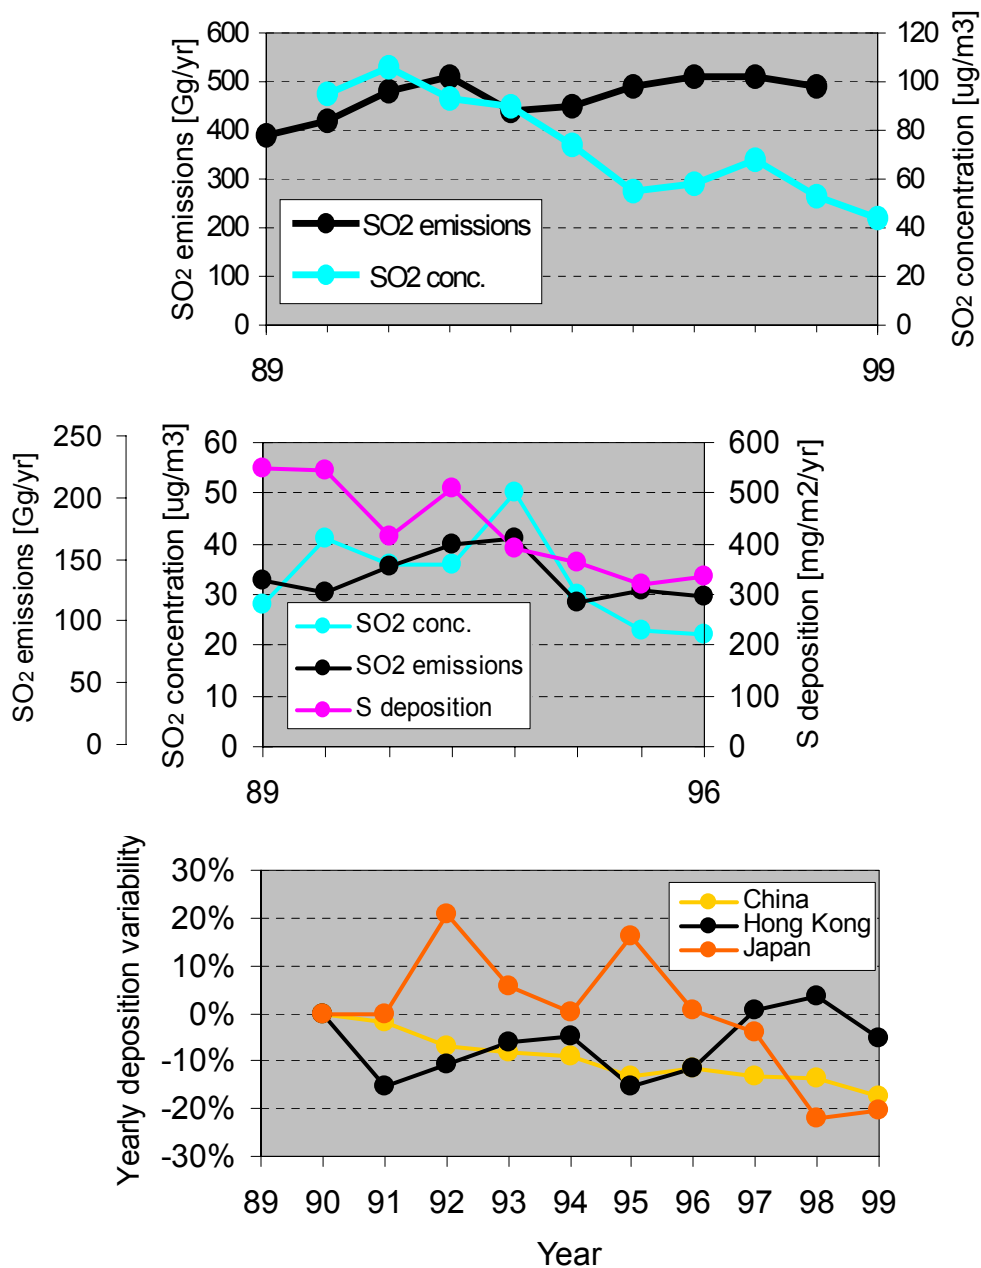 SO2 emissions [Gg/yr]
600
500
400
300
200
100
0
SO2 emissions
SO2 conc.
120
100
80
60
40
20
0
SO2 concentration [ug/m3]
89
99
SO2 emissions [Gg/yr]
250
200
150
100
50
0
SO2 concentration [ug/m3]
60
50
40
30
20
10
0
SO2 conc.
SO2 emissions
S deposition
600
500
400
300
200
100
0
S deposition [mg/m2/yr]
89
96
Yearly deposition variability
30%
20%
10%
0%
-10%
-20%
-30%
China
Hong Kong
Japan
89 90 91 92 93 94 95 96 97 98 99
Year